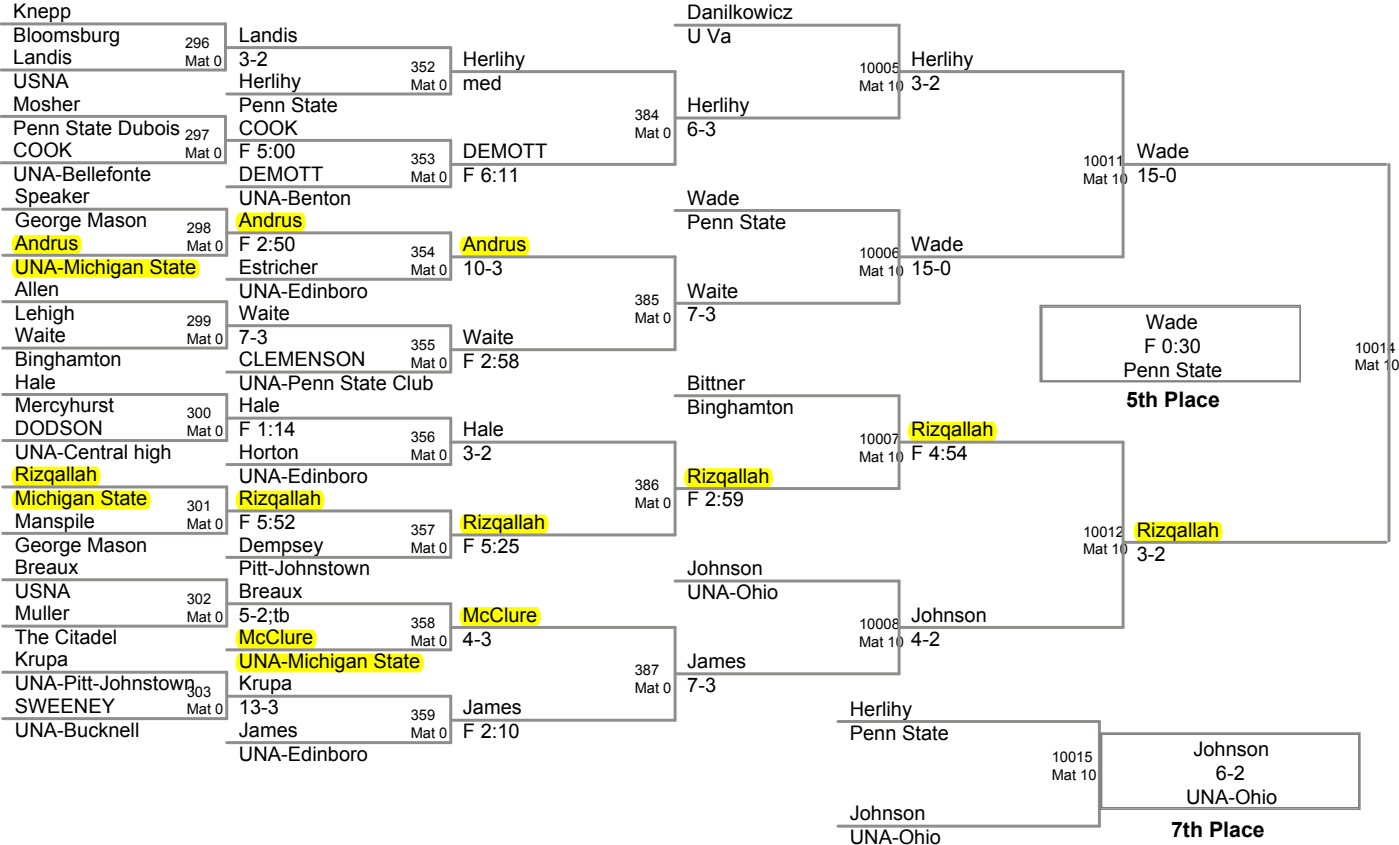 Knepp
Bloomsburg
296
Mat 0
Landis
USNA
Mosher
Penn State Dubois
297
Mat 0
COOK
UNA-Bellefonte
Speaker
George Mason
298
Mat 0
Andrus
UNA-Michigan State
Allen
Lehigh
299
Mat 0
Waite
Binghamton
Hale
Mercyhurst
300
Mat 0
DODSON
UNA-Central high
Rizqallah
Michigan State
301
Mat 0
Manspile
George Mason
Breaux
USNA
302
Mat 0
Muller
The Citadel
Krupa
UNA-Pitt-Johnstown
303
Mat 0
SWEENEY
UNA-Bucknell
Landis
3-2
352
Mat 0
Herlihy
Penn State
COOK
F 5:00
353
Mat 0
DEMOTT
UNA-Benton
Andrus
F 2:50
354
Mat 0
Estricher
UNA-Edinboro
Waite
7-3
355
Mat 0
CLEMENSON
UNA-Penn State Club
Hale
F 1:14
356
Mat 0
Horton
UNA-Edinboro
Rizqallah
F 5:52
357
Mat 0
Dempsey
Pitt-Johnstown
Breaux
5-2;tb
358
Mat 0
McClure
UNA-Michigan State
Krupa
13-3
359
Mat 0
James
UNA-Edinboro
Herlihy
med
384
Mat 0
DEMOTT
F 6:11
Andrus
10-3
385
Mat 0
Waite
F 2:58
Hale
3-2
386
Mat 0
Rizqallah
F 5:25
McClure
4-3
387
Mat 0
James
F 2:10
Danilkowicz
U Va
10005
Mat 10
Herlihy
6-3
Wade
Penn State
10006
Mat 10
Waite
7-3
Bittner
Binghamton
10007
Mat 10
Rizqallah
F 2:59
Johnson
UNA-Ohio
10008
Mat 10
James
7-3
Herlihy
3-2
10011
Mat 10
Wade
15-0
Rizqallah
F 4:54
10012
Mat 10
Johnson
4-2
Wade
15-0
10014
Mat 10
Rizqallah
3-2
Wade
F 0:30
Penn State
5th Place
Herlihy
Penn State
10015
Mat 10
Johnson
UNA-Ohio
Johnson
6-2
UNA-Ohio
7th Place